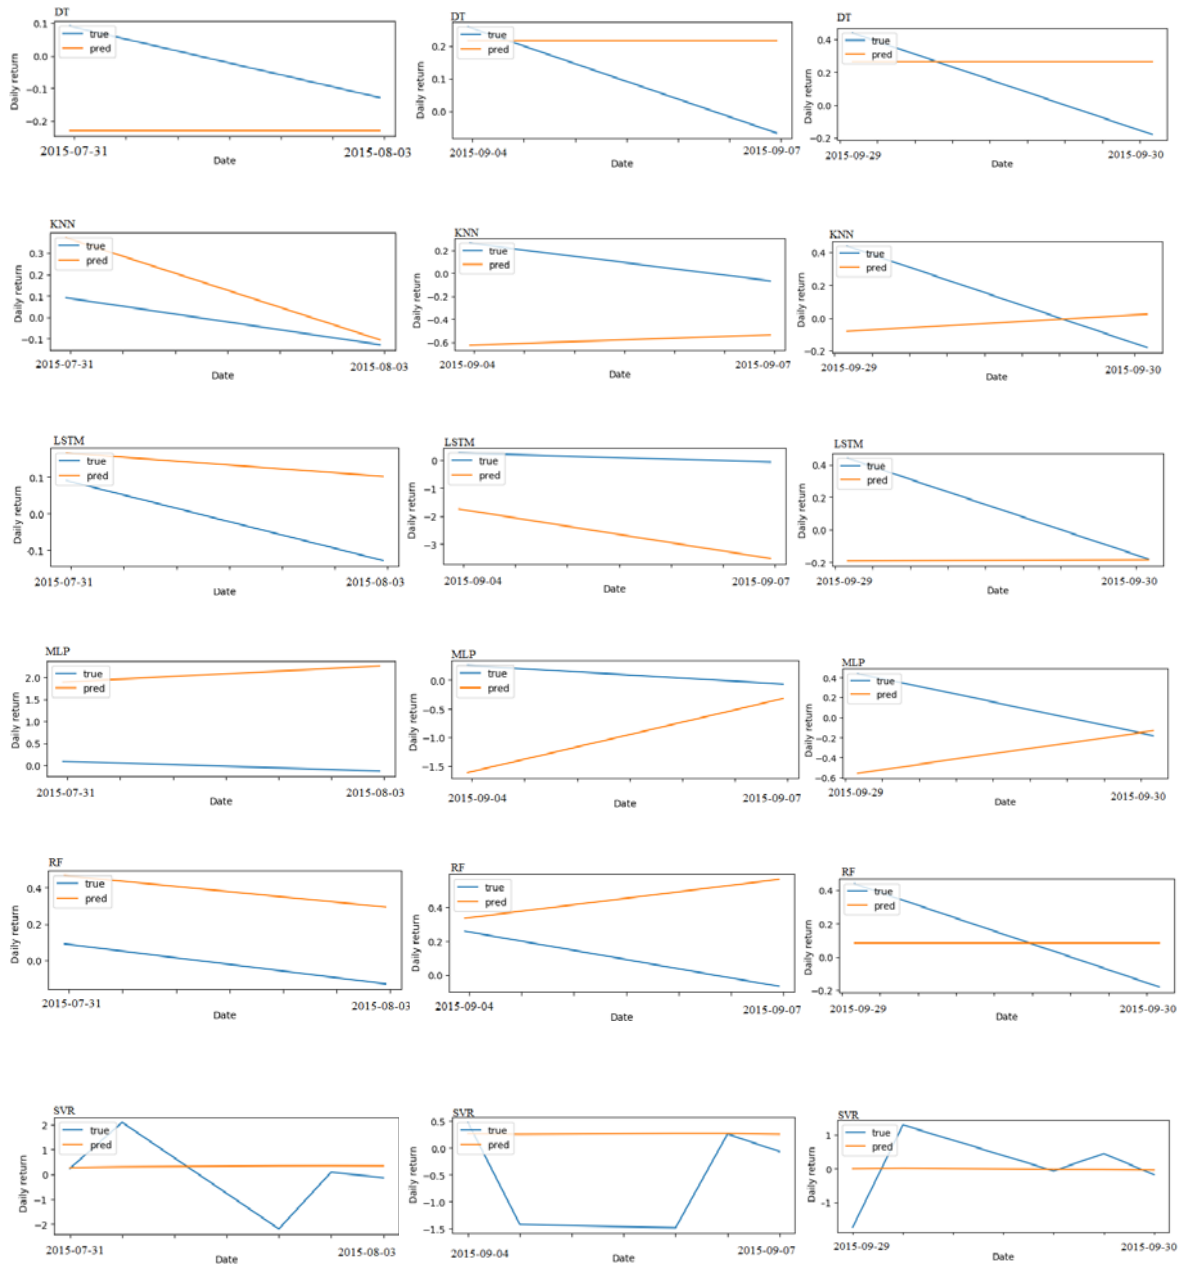 DT
0.1
0.0
−0.1
−0.2
Daily return
true
pred
2015-07-31
2015-08-03
Date
DT
0.2
0.0
Daily return
true
pred
2015-09-04
2015-09-07
Date
DT
0.4
0.2
0.0
−0.2
Daily return
true
pred
2015-09-29
2015-09-30
Date
KNN
0.3
0.2
0.1
0.0
−0.1
Daily return
true
pred
2015-07-31
2015-08-03
Date
KNN
0.2
0.0
−0.2
−0.4
−0.6
Daily return
true
pred
2015-09-04
2015-09-07
Date
KNN
0.4
0.2
0.0
−0.2
Daily return
true
pred
2015-09-29
2015-09-30
Date
LSTM
0.1
0.0
0.1
Daily return
true
pred
2015-07-31
2015-08-03
Date
LSTM
0
−1
−2
−3
Daily return
true
pred
2015-09-04
2015-09-07
Date
LSTM
0.4
0.2
0.0
−0.2
Daily return
true
pred
2015-09-29
2015-09-30
Date
MLP
2.0
1.5
1.0
0.5
0.0
Daily return
true
pred
2015-07-31
2015-08-03
Date
MLP
0.0
−0.5
−1.0
−1.5
Daily return
true
pred
2015-09-04
2015-09-07
Date
MLP
0.4
0.2
0.0
−0.2
−0.4
−0.6
Daily return
true
pred
2015-09-29
2015-09-30
Date
RF
0.4
0.2
0.0
Daily return
true
pred
2015-07-31
2015-08-03
Date
RF
0.4
0.2
0.0
Daily return
true
pred
2015-09-04
2015-09-07
Date
RF
0.4
0.2
0.0
−0.2
Daily return
true
pred
2015-09-29
2015-09-30
Date
SVR
2
1
0
−1
−2
Daily return
true
pred
2015-07-31
2015-08-03
Date
SVR
0.5
0.0
−0.5
−1.0
−1.5
Daily return
true
pred
2015-09-04
2015-09-07
Date
SVR
1
0
−1
Daily return
true
pred
2015-09-29
2015-09-30
Date